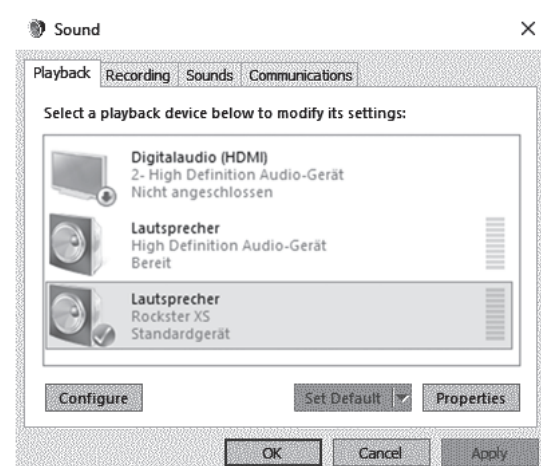 Sound
Playback Recording Sounds Communications
Select a playback device below to modify its settings:
Digitalaudio (HDMI)
2- High Definition Audio-Gerät
Nicht angeschlossen
Lautsprecher
High Definition Audio-Gerät
Bereit
Lautsprecher
Rockster XS
Standardgerät
Configure Set Default Properties
OK Cancel Apply